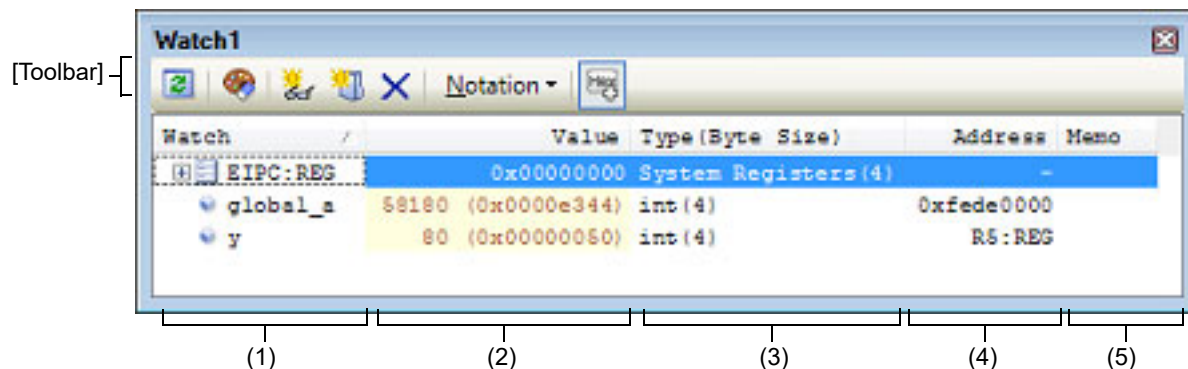 Watch1
[Toolbar]
Notation
Hex
Watch Value Type(Byte Size) Address Memo
EIPC:REG 0x00000000 System Registers(4) -
global_a 58180 (0x0000e344) int(4) 0xfede0000
y 80 (0x00000050) int(4) R5:REG
(1) (2) (3) (4) (5)